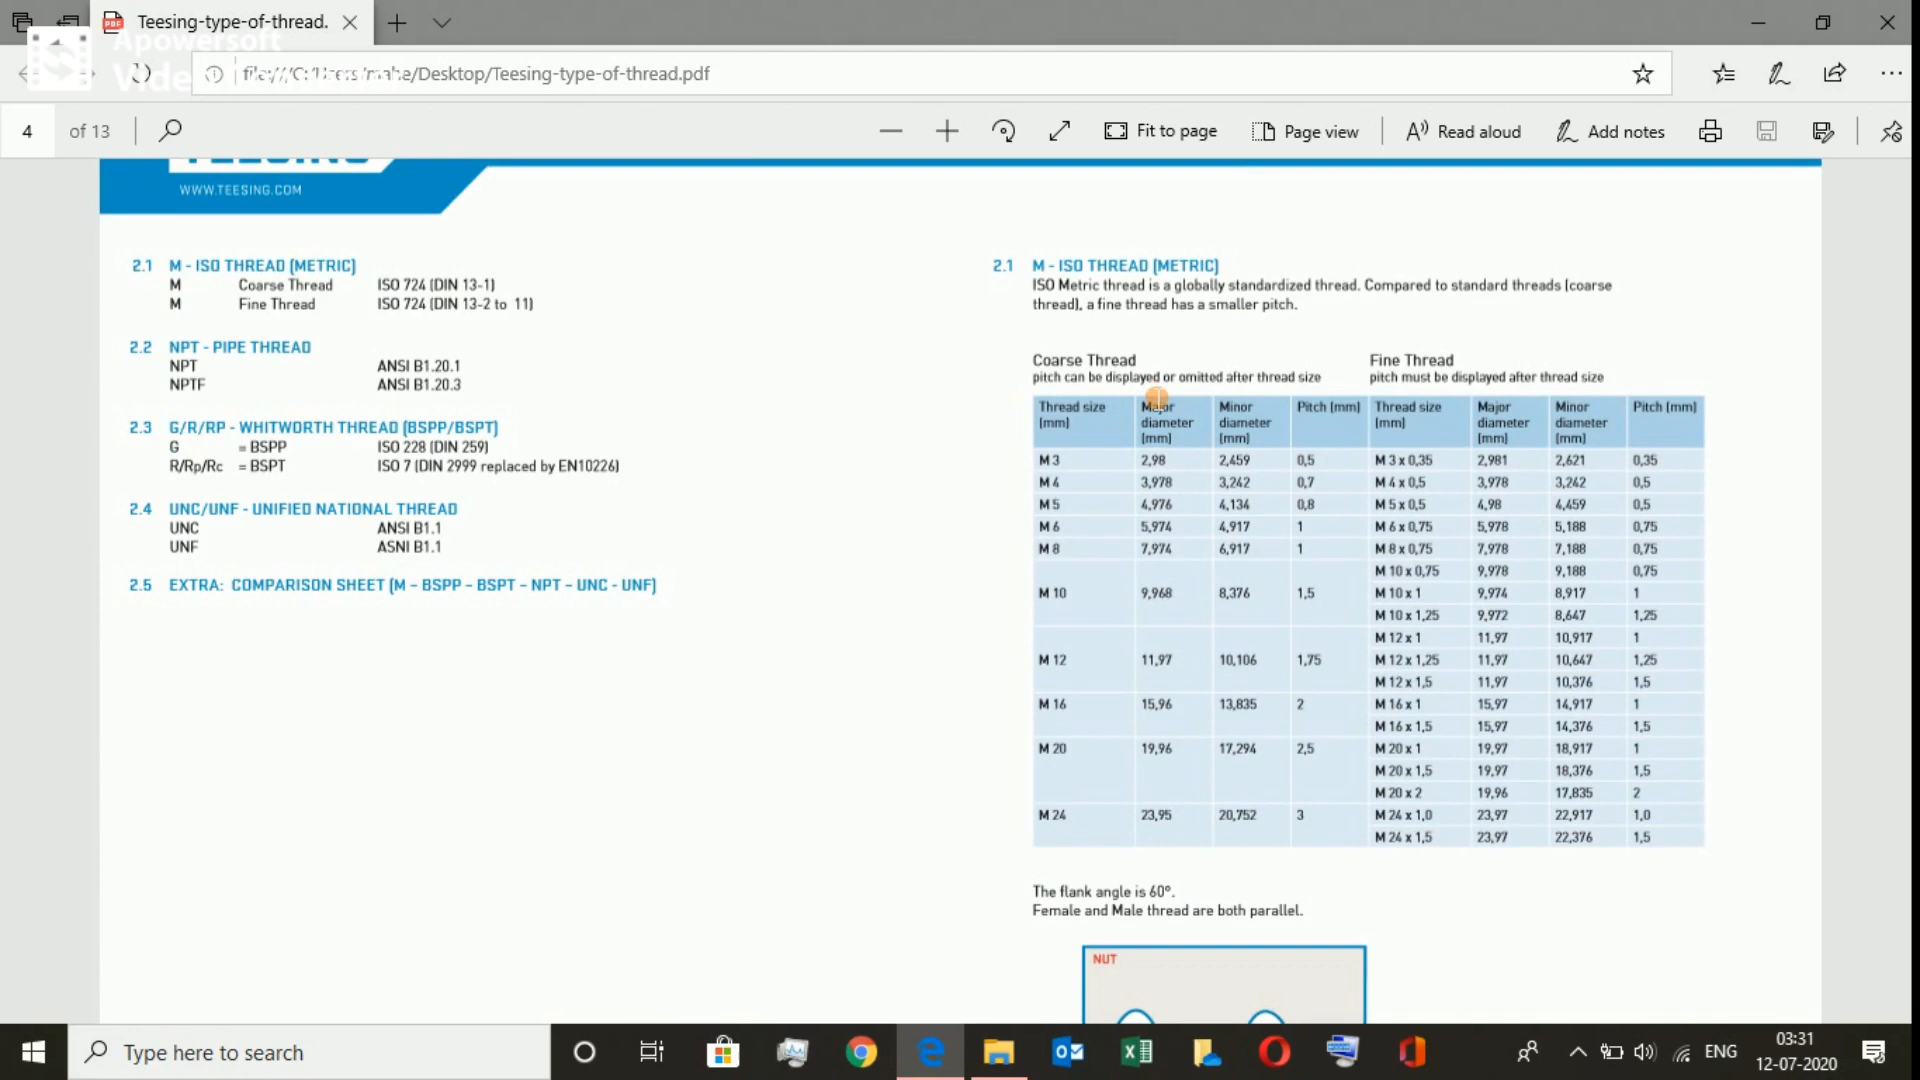 Teesing-type-of-thread.
Apowersoft
file:///C:/Users/mahe/Desktop/Teesing-type-of-thread.pdf
4 of 13
Fit to page
Page view
Read aloud
Add notes
WWW.TEESING.COM
2.1 M - ISO THREAD (METRIC)
M Coarse Thread ISO 724 (DIN 13-1)
M Fine Thread ISO 724 (DIN 13-2 to 11)
2.2 NPT - PIPE THREAD
NPT ANSI B1.20.1
NPTF ANSI B1.20.3
2.3 G/R/RP - WHITWORTH THREAD (BSPP/BSPT)
G = BSPP ISO 228 (DIN 259)
R/Rp/Rc = BSPT ISO 7 (DIN 2999 replaced by EN10226)
2.4 UNC/UNF - UNIFIED NATIONAL THREAD
UNC ANSI B1.1
UNF ASNI B1.1
2.5 EXTRA: COMPARISON SHEET (M – BSPP – BSPT – NPT – UNC - UNF)
2.1 M - ISO THREAD (METRIC)
ISO Metric thread is a globally standardized thread. Compared to standard threads (coarse
thread), a fine thread has a smaller pitch.
Coarse Thread Fine Thread
pitch can be displayed or omitted after thread size pitch must be displayed after thread size
Thread size Major Minor Pitch (mm) Thread size Major Minor Pitch (mm)
(mm) diameter diameter (mm) diameter diameter
(mm) (mm) (mm) (mm)
M 3 2,98 2,459 0,5 M 3 x 0,35 2,981 2,621 0,35
M 4 3,978 3,242 0,7 M 4 x 0,5 3,978 3,242 0,5
M 5 4,976 4,134 0,8 M 5 x 0,5 4,98 4,459 0,5
M 6 5,974 4,917 1 M 6 x 0,75 5,978 5,188 0,75
M 8 7,974 6,917 1 M 8 x 0,75 7,978 7,188 0,75
M 10 x 0,75 9,978 9,188 0,75
M 10 9,968 8,376 1,5 M 10 x 1 9,974 8,917 1
M 10 x 1,25 9,972 8,647 1,25
M 12 x 1 11,97 10,917 1
M 12 11,97 10,106 1,75 M 12 x 1,25 11,97 10,647 1,25
M 12 x 1,5 11,97 10,376 1,5
M 16 15,96 13,835 2 M 16 x 1 15,97 14,917 1
M 16 x 1,5 15,97 14,376 1,5
M 20 19,96 17,294 2,5 M 20 x 1 19,97 18,917 1
M 20 x 1,5 19,97 18,376 1,5
M 20 x 2 19,96 17,835 2
M 24 23,95 20,752 3 M 24 x 1,0 23,97 22,917 1,0
M 24 x 1,5 23,97 22,376 1,5
The flank angle is 60°.
Female and Male thread are both parallel.
NUT
Type here to search
ENG
03:31
12-07-2020